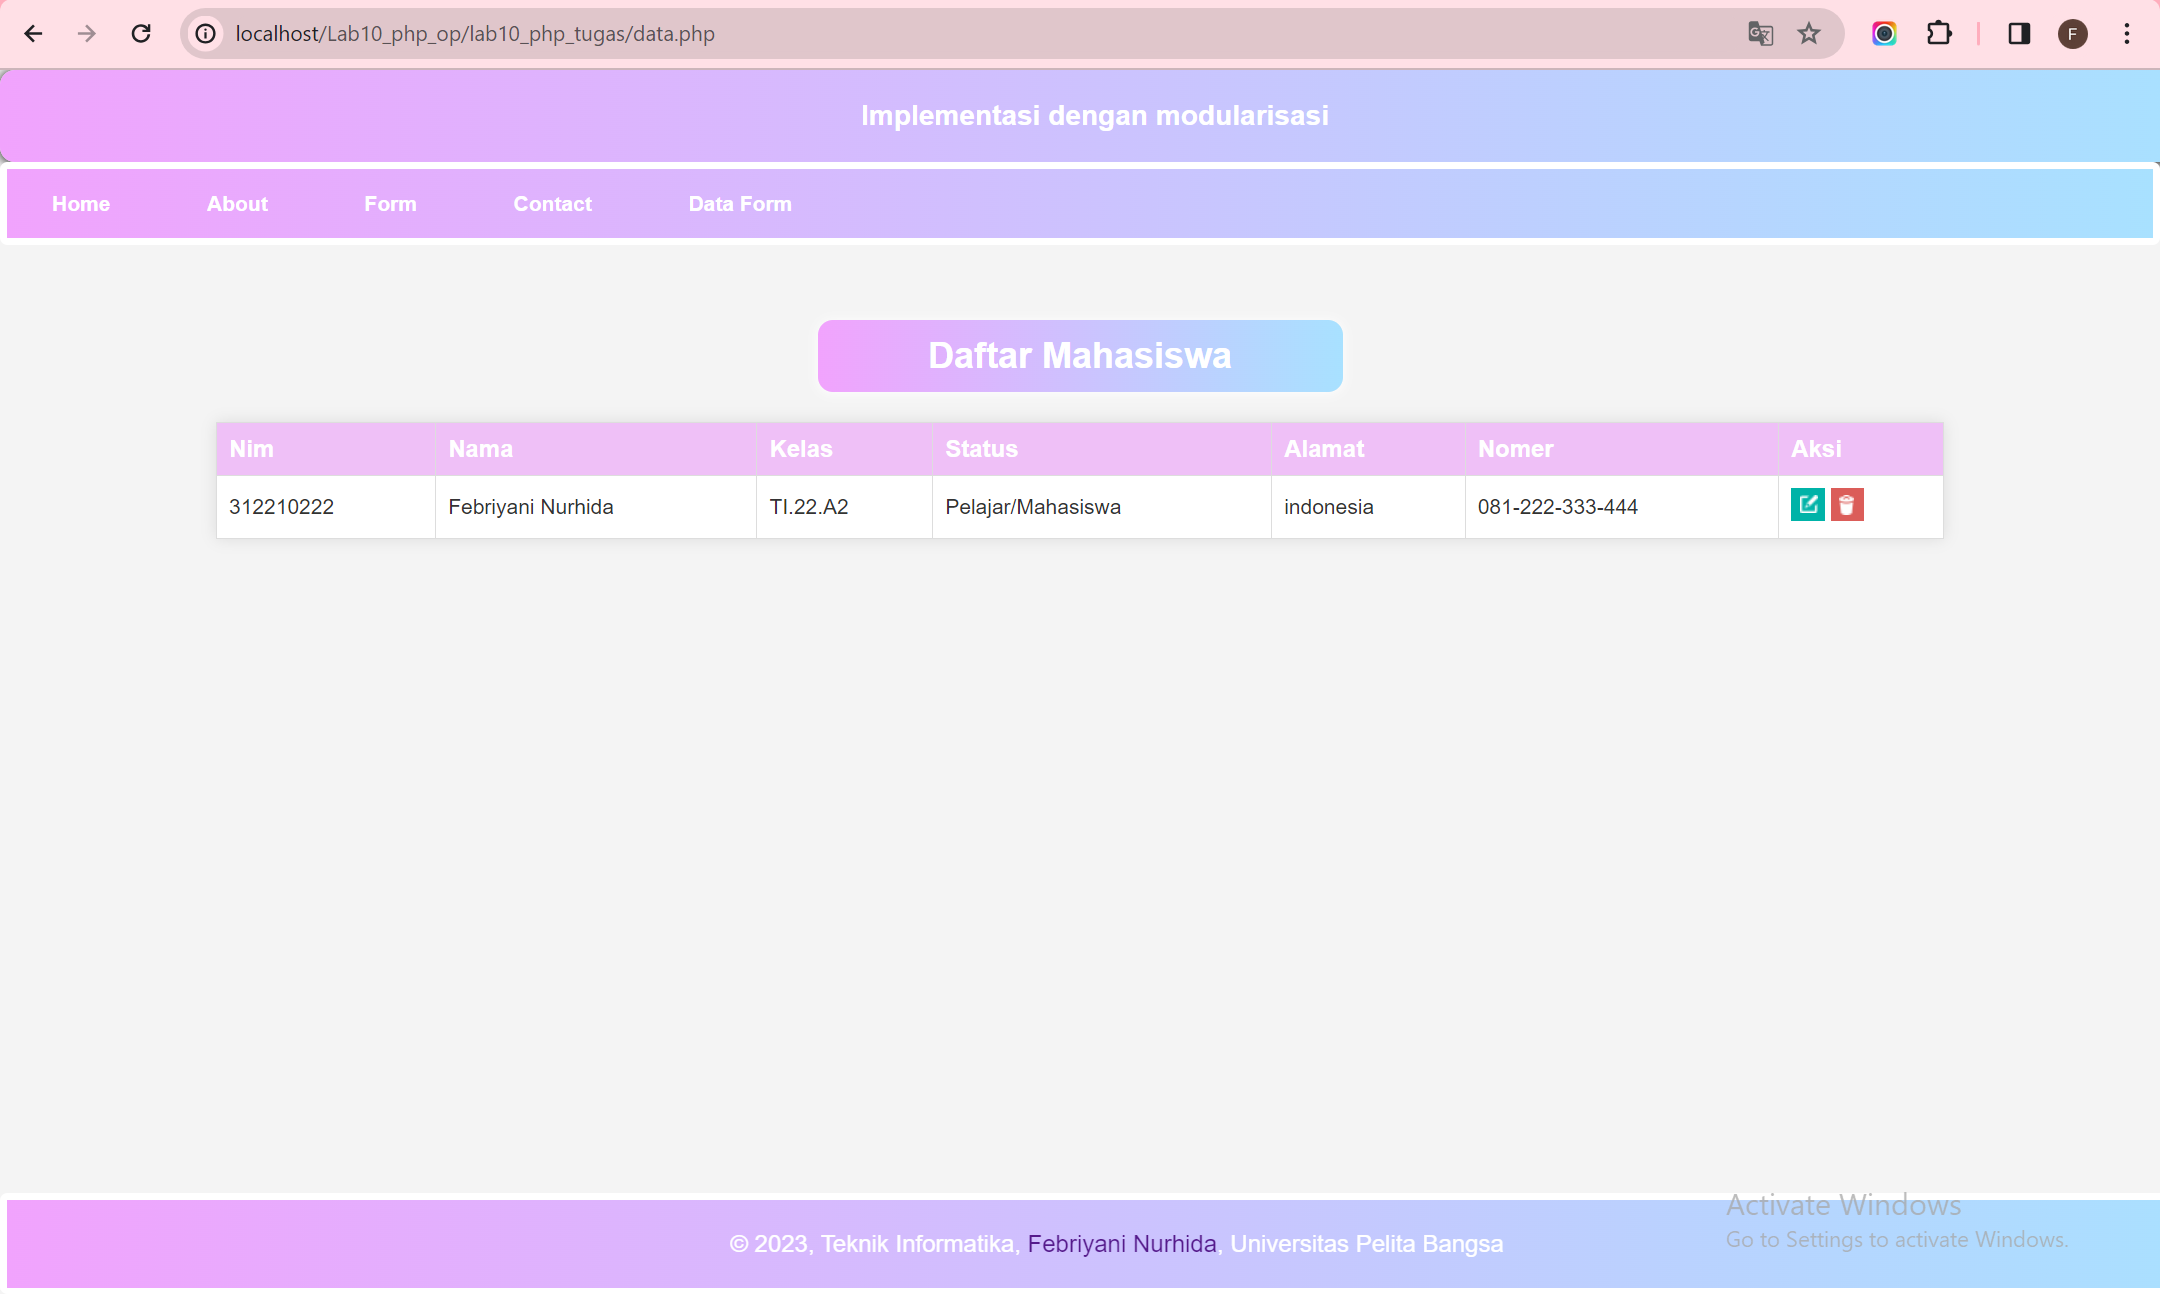 localhost/Lab10_php_op/lab10_php_tugas/data.php
F
Implementasi dengan modularisasi
Home About Form Contact Data Form
Daftar Mahasiswa
Nim Nama Kelas Status Alamat Nomer Aksi
312210222 Febriyani Nurhida TI.22.A2 Pelajar/Mahasiswa indonesia 081-222-333-444
Activate Windows
Go to Settings to activate Windows.
© 2023, Teknik Informatika, Febriyani Nurhida, Universitas Pelita Bangsa